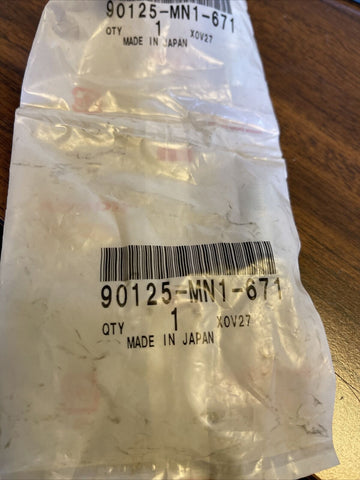 90125-MN1-671
QTY 1 XOV27
MADE IN JAPAN
90125-MN1-671
QTY 1 XOV27
MADE IN JAPAN